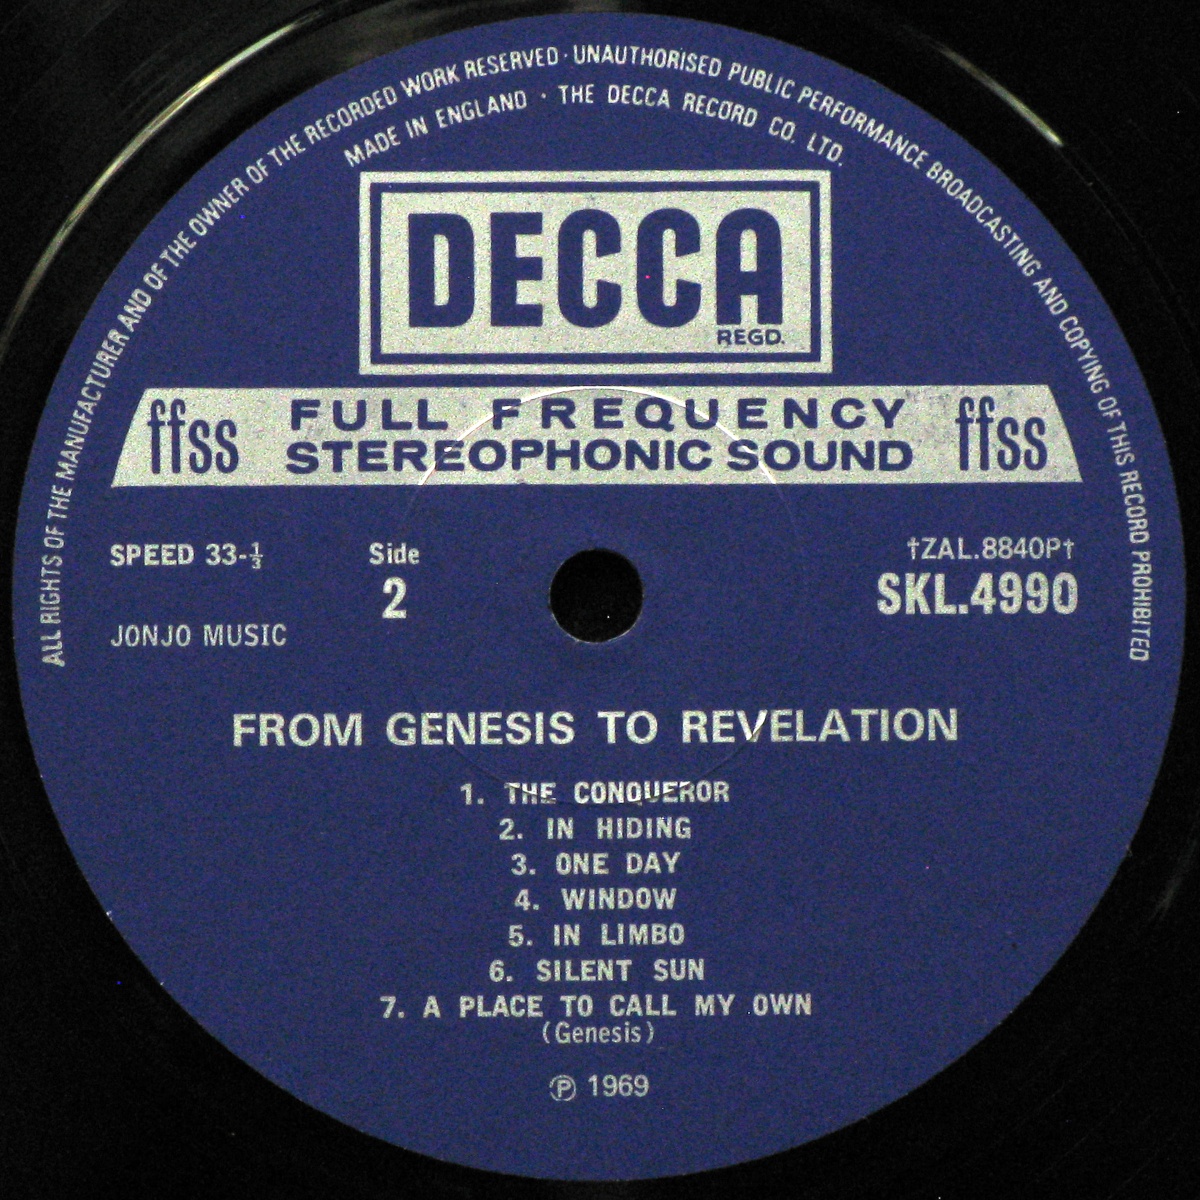 ALL RIGHTS OF THE MANUFACTURER AND OF THE OWNER OF THE RECORDED WORK RESERVED · UNAUTHORISED PUBLIC PERFORMANCE BROADCASTING AND COPYING OF THIS RECORD PROHIBITED
MADE IN ENGLAND · THE DECCA RECORD CO. LTD.
DECCA
REGD.
ffss FULL FREQUENCY ffss
STEREOPHONIC SOUND
SPEED 33-⅓
Side
2
†ZAL.8840P†
SKL.4990
JONJO MUSIC
FROM GENESIS TO REVELATION
1. THE CONQUEROR
2. IN HIDING
3. ONE DAY
4. WINDOW
5. IN LIMBO
6. SILENT SUN
7. A PLACE TO CALL MY OWN
(Genesis)
℗ 1969